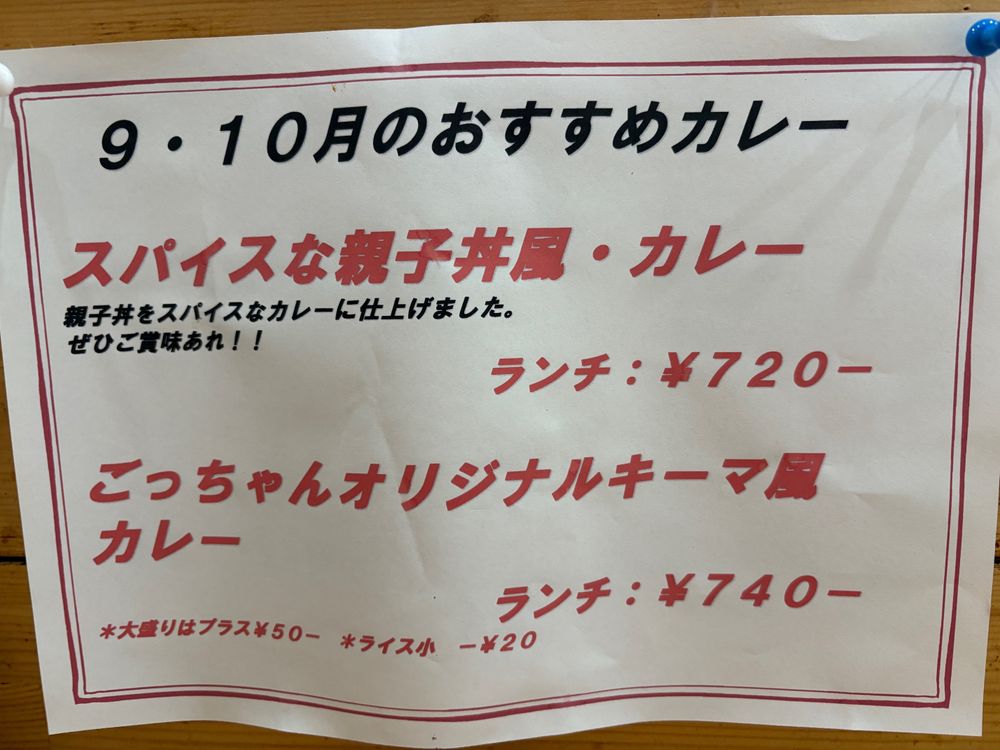 ９・１０月のおすすめカレー
スパイスな親子丼風・カレー
親子丼をスパイスなカレーに仕上げました。
ぜひご賞味あれ！！
ランチ：￥７２０－
ごっちゃんオリジナルキーマ風
カレー
ランチ：￥７４０－
＊大盛りはプラス¥５０－　＊ライス小　－¥２０